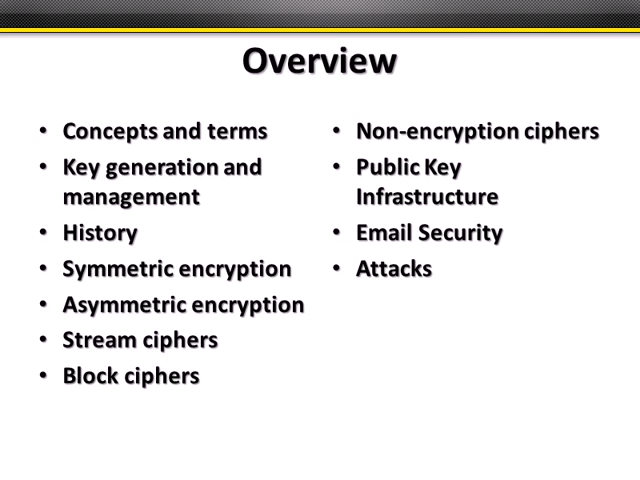 Overview
• Concepts and terms
• Key generation and
management
• History
• Symmetric encryption
• Asymmetric encryption
• Stream ciphers
• Block ciphers
• Non-encryption ciphers
• Public Key
Infrastructure
• Email Security
• Attacks